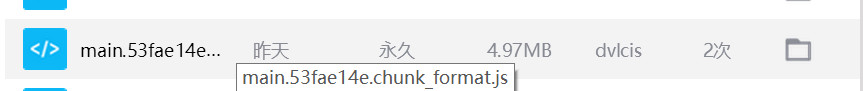 </> main.53fae14e... 昨天 永久 4.97MB dvlcis 2次
main.53fae14e.chunk_format.js